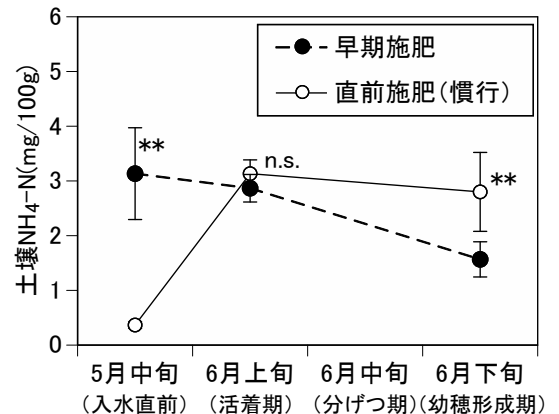 土壌NH₄-N(mg/100g)
6
5
4
3
2
1
0
早期施肥
直前施肥(慣行)
**
n.s.
**
5月中旬 6月上旬 6月中旬 6月下旬
(入水直前) (活着期) (分げつ期) (幼穂形成期)